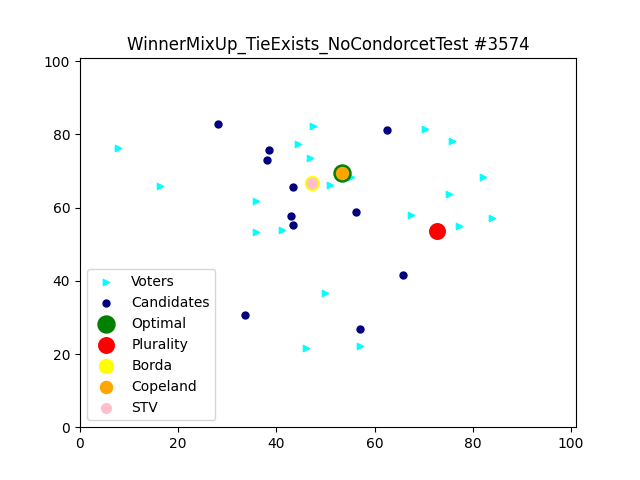 WinnerMixUp_TieExists_NoCondorcetTest #3574
100
80
60
40
20
0
Voters
Candidates
Optimal
Plurality
Borda
Copeland
STV
0 20 40 60 80 100